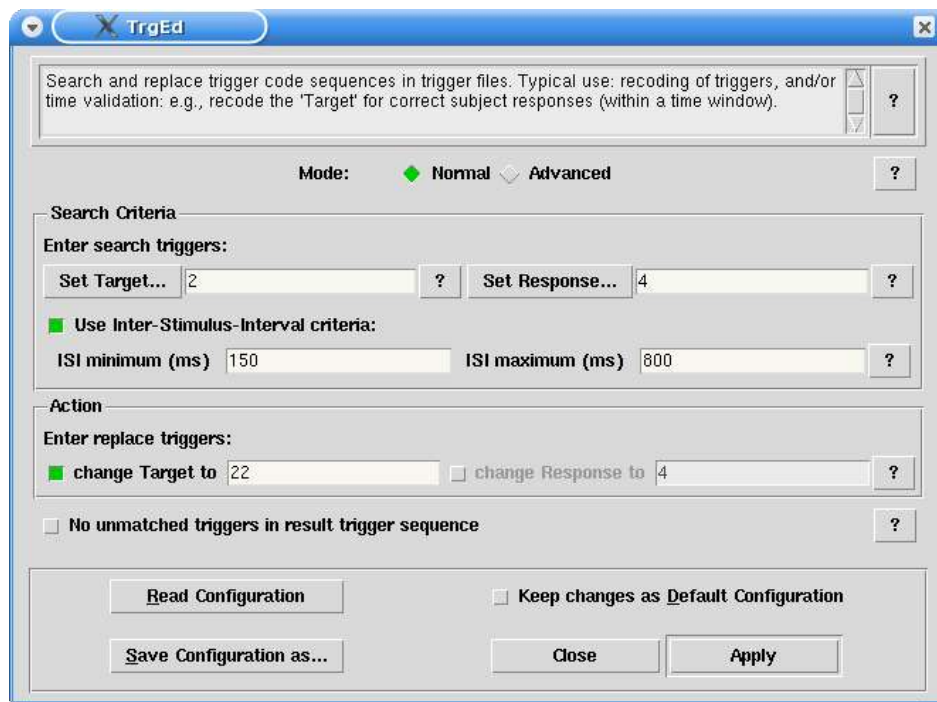 TrgEd
Search and replace trigger code sequences in trigger files. Typical use: recoding of triggers, and/or
time validation: e.g., recode the 'Target' for correct subject responses (within a time window).
?
Mode: Normal Advanced ?
Search Criteria
Enter search triggers:
Set Target... 2 ? Set Response... 4 ?
Use Inter-Stimulus-Interval criteria:
ISI minimum (ms) 150 ISI maximum (ms) 800 ?
Action
Enter replace triggers:
change Target to 22 change Response to 4 ?
No unmatched triggers in result trigger sequence ?
Read Configuration Keep changes as Default Configuration
Save Configuration as... Close Apply